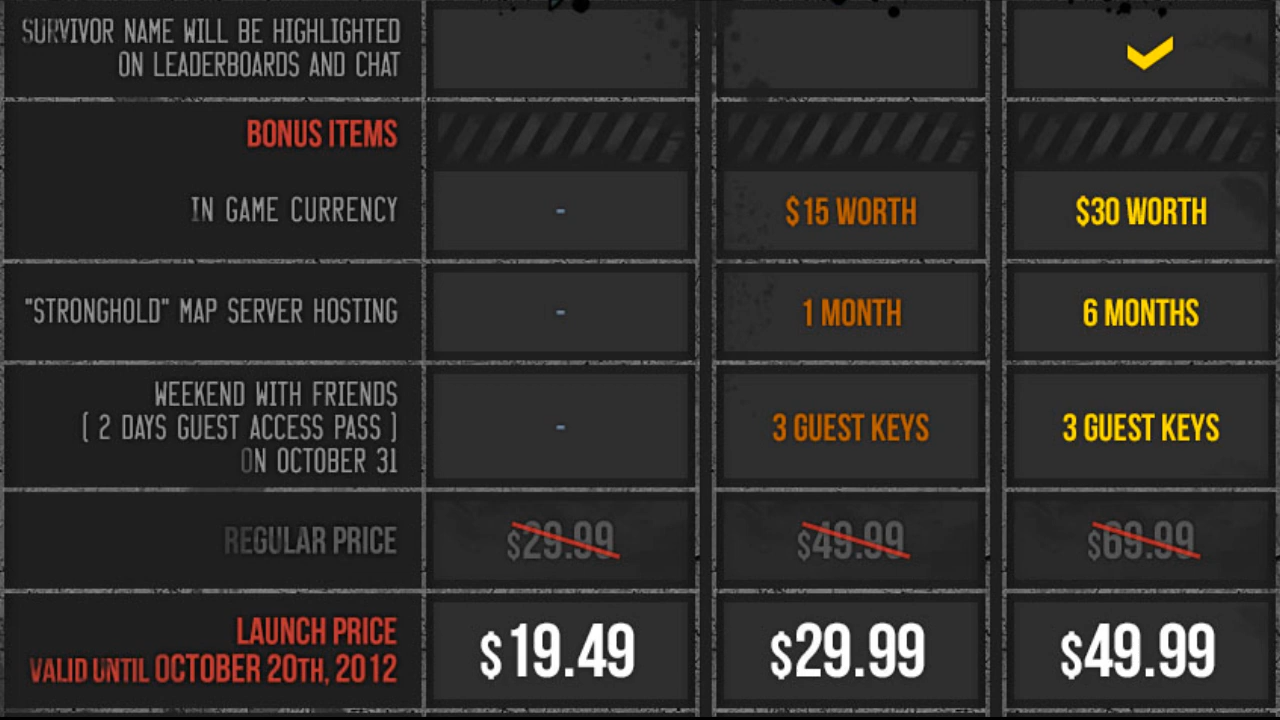 SURVIVOR NAME WILL BE HIGHLIGHTED
ON LEADERBOARDS AND CHAT
BONUS ITEMS
IN GAME CURRENCY - $15 WORTH $30 WORTH
"STRONGHOLD" MAP SERVER HOSTING - 1 MONTH 6 MONTHS
WEEKEND WITH FRIENDS
( 2 DAYS GUEST ACCESS PASS ) - 3 GUEST KEYS 3 GUEST KEYS
ON OCTOBER 31
REGULAR PRICE $29.99 $49.99 $69.99
LAUNCH PRICE
VALID UNTIL OCTOBER 20TH, 2012 $19.49 $29.99 $49.99